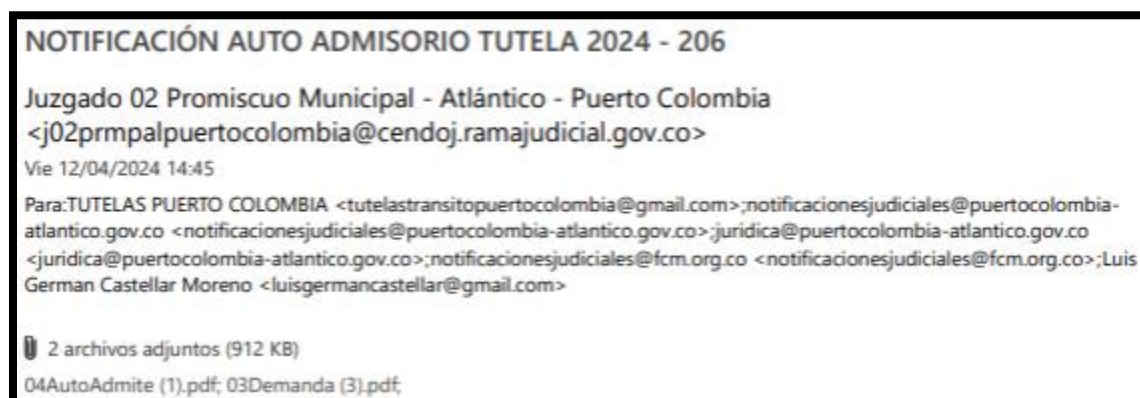 NOTIFICACIÓN AUTO ADMISORIO TUTELA 2024 - 206
Juzgado 02 Promiscuo Municipal - Atlántico - Puerto Colombia
<j02prmpalpuertocolombia@cendoj.ramajudicial.gov.co>
Vie 12/04/2024 14:45
Para:TUTELAS PUERTO COLOMBIA <tutelastransitopuertocolombia@gmail.com>;notificacionesjudiciales@puertocolombia-
atlantico.gov.co <notificacionesjudiciales@puertocolombia-atlantico.gov.co>;juridica@puertocolombia-atlantico.gov.co
<juridica@puertocolombia-atlantico.gov.co>;notificacionesjudiciales@fcm.org.co <notificacionesjudiciales@fcm.org.co>;Luis
German Castellar Moreno <luisgermancastellar@gmail.com>
2 archivos adjuntos (912 KB)
04AutoAdmite (1).pdf; 03Demanda (3).pdf;